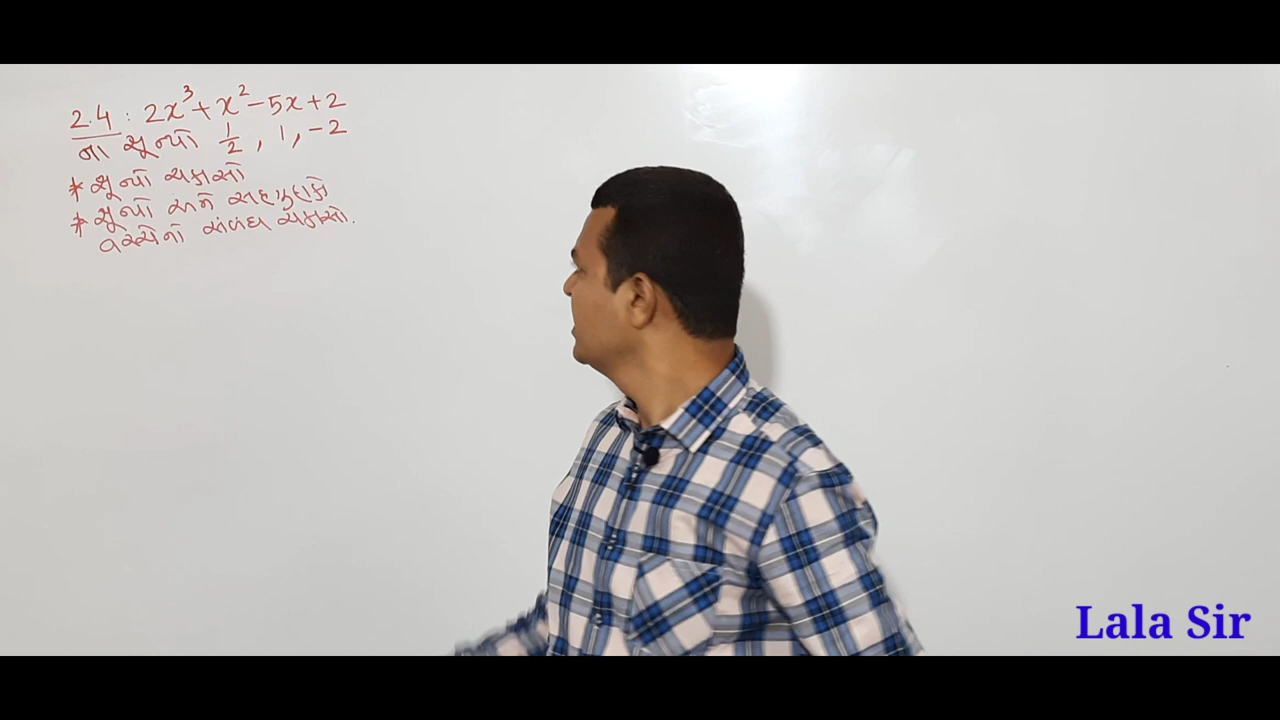 2.4 : 2x³ + x² - 5x + 2
ના શૂન્યો 1/2 , 1 , -2
* શૂન્યો ચકાસો
* શૂન્યો અને સહગુણકો
વચ્ચેનો સંબંધ ચકાસો.
Lala Sir